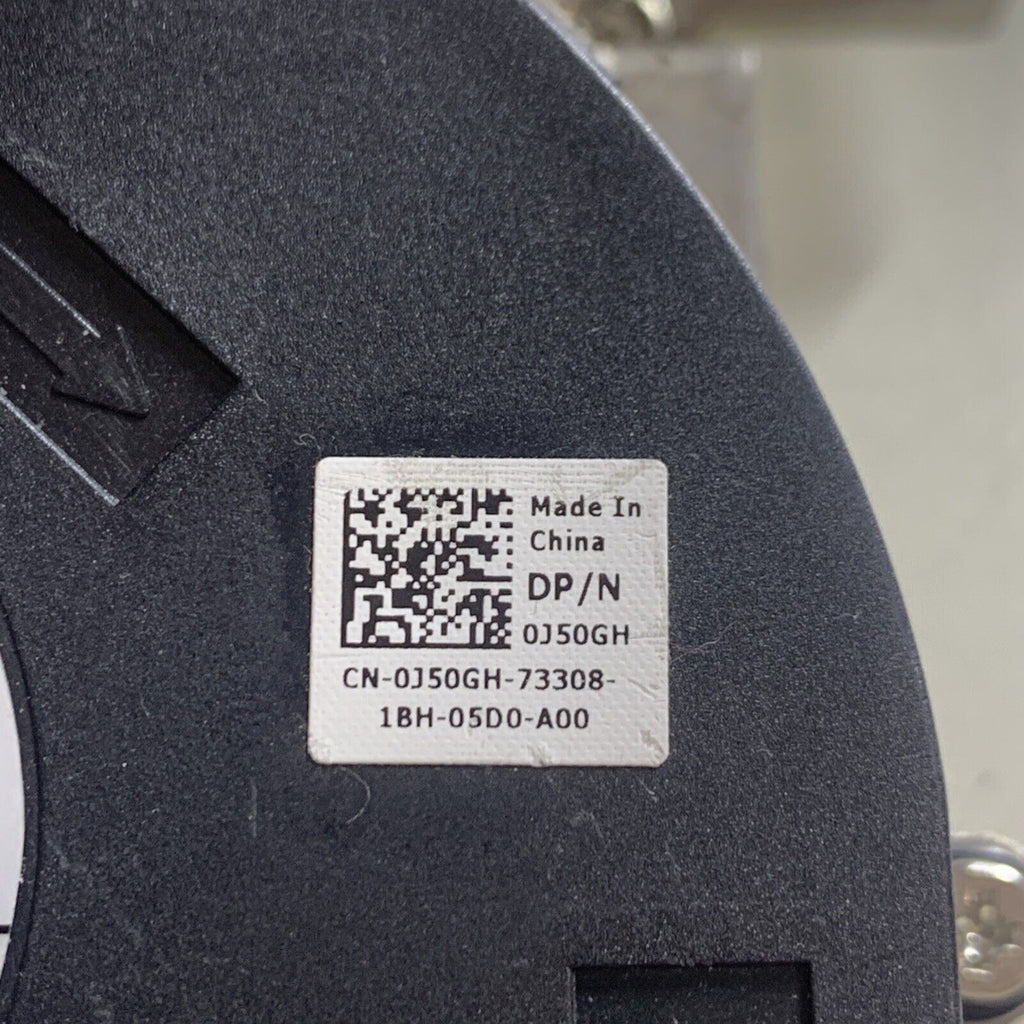 Made In
China
DP/N
0J50GH
CN-0J50GH-73308-
1BH-05D0-A00